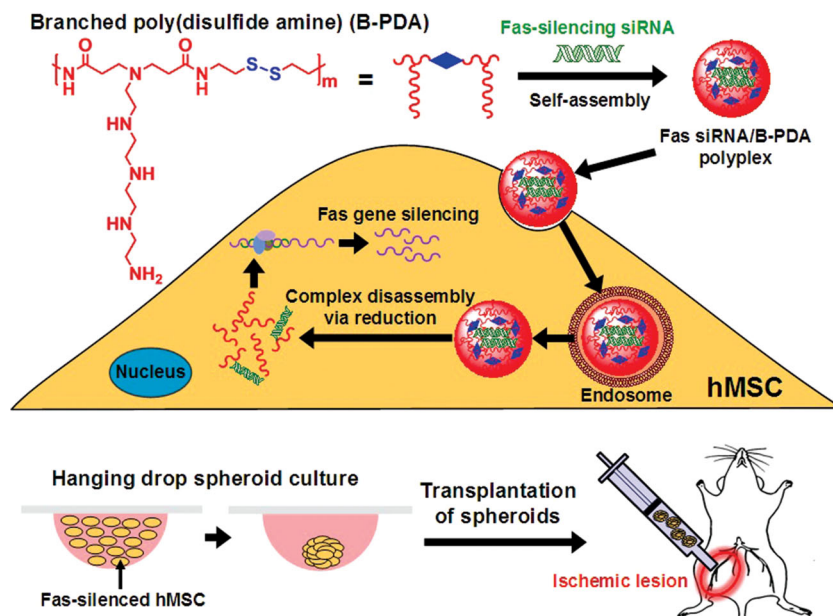 Branched poly(disulfide amine) (B-PDA)
Fas-silencing siRNA
O
O
N
H
N
N
H
S
S
m
=
Self-assembly
HN
NH
HN
NH2
Fas siRNA/B-PDA
polyplex
Fas gene silencing
Complex disassembly
via reduction
Nucleus
Endosome
hMSC
Hanging drop spheroid culture
Transplantation
of spheroids
Fas-silenced hMSC
Ischemic lesion